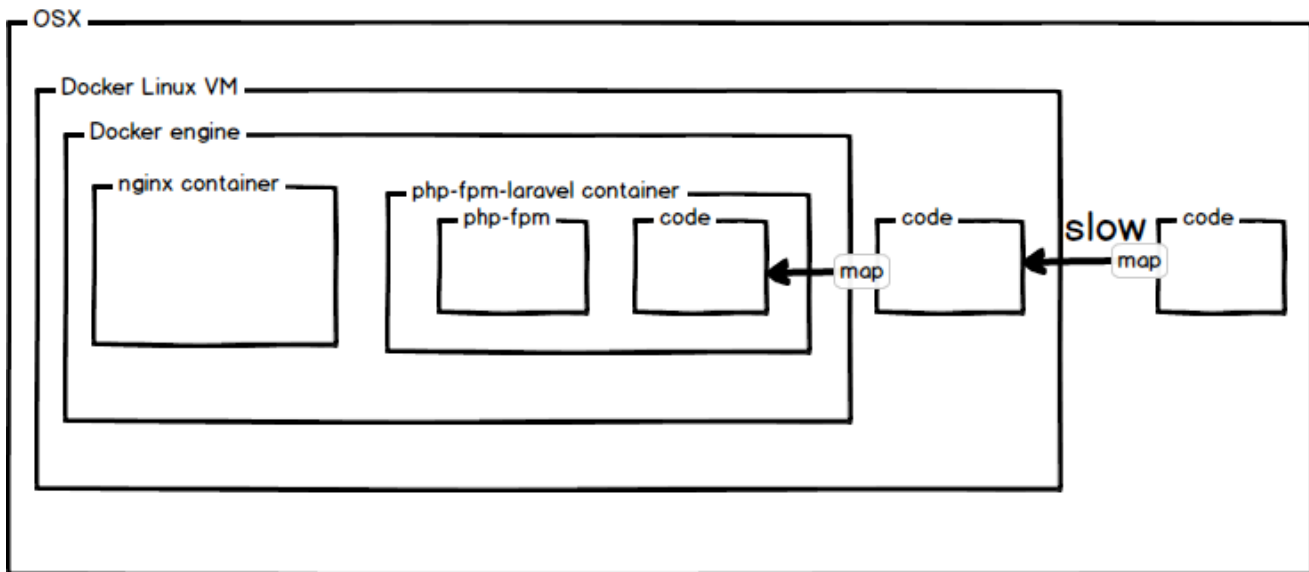 OSX
Docker Linux VM
Docker engine
nginx container
php-fpm-laravel container
php-fpm
code
map
code
slow
map
code